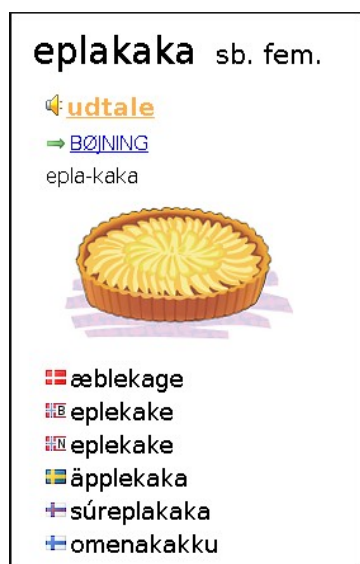 eplakaka sb. fem.
udtale
BØJNING
epla-kaka
æblekage
B eplekake
N eplekake
äpplekaka
súreplakaka
omenakakku